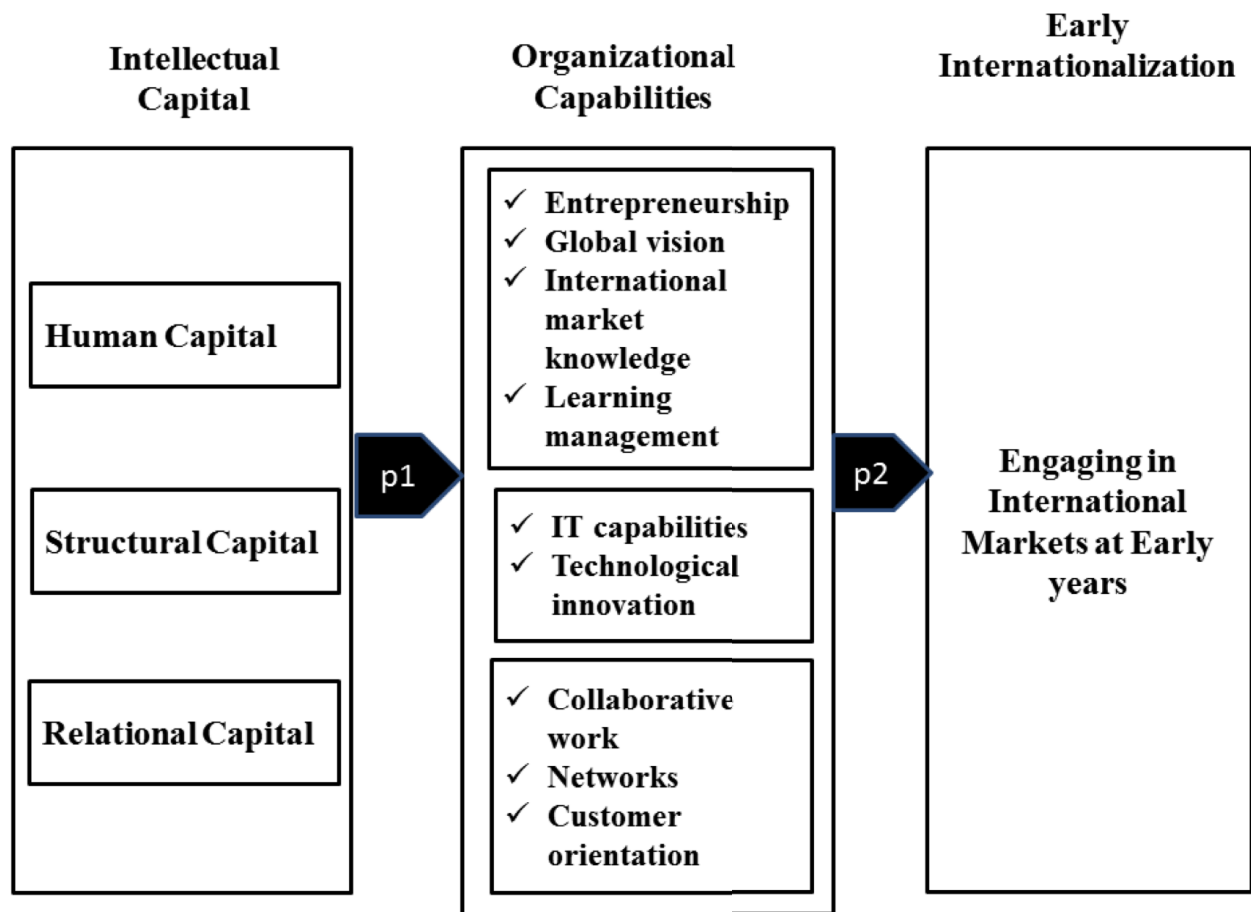 Intellectual
Capital
Organizational
Capabilities
Early
Internationalization
Human Capital
Structural Capital
Relational Capital
p1
✓ Entrepreneurship
✓ Global vision
✓ International
market
knowledge
✓ Learning
management
✓ IT capabilities
✓ Technological
innovation
✓ Collaborative
work
✓ Networks
✓ Customer
orientation
p2
Engaging in
International
Markets at Early
years